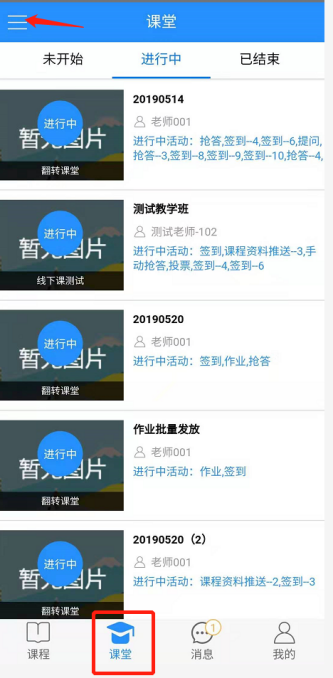 课堂
未开始 进行中 已结束
20190514
进行中
暂无图片
翻转课堂
老师001
进行中活动：抢答,签到--4,签到--6,提问,
抢答--3,签到--8,签到--9,签到--10,抢答--4,
测试教学班
进行中
暂无图片
线下课测试
测试老师-102
进行中活动：签到,课程资料推送--3,手
动抢答,投票,签到--4,签到--6
20190520
进行中
暂无图片
翻转课堂
老师001
进行中活动：签到,作业,抢答
作业批量发放
进行中
暂无图片
翻转课堂
老师001
进行中活动：作业,签到
20190520（2）
进行中
暂无图片
翻转课堂
老师001
进行中活动：课程资料推送--2,签到--3
1
课程 课堂 消息 我的